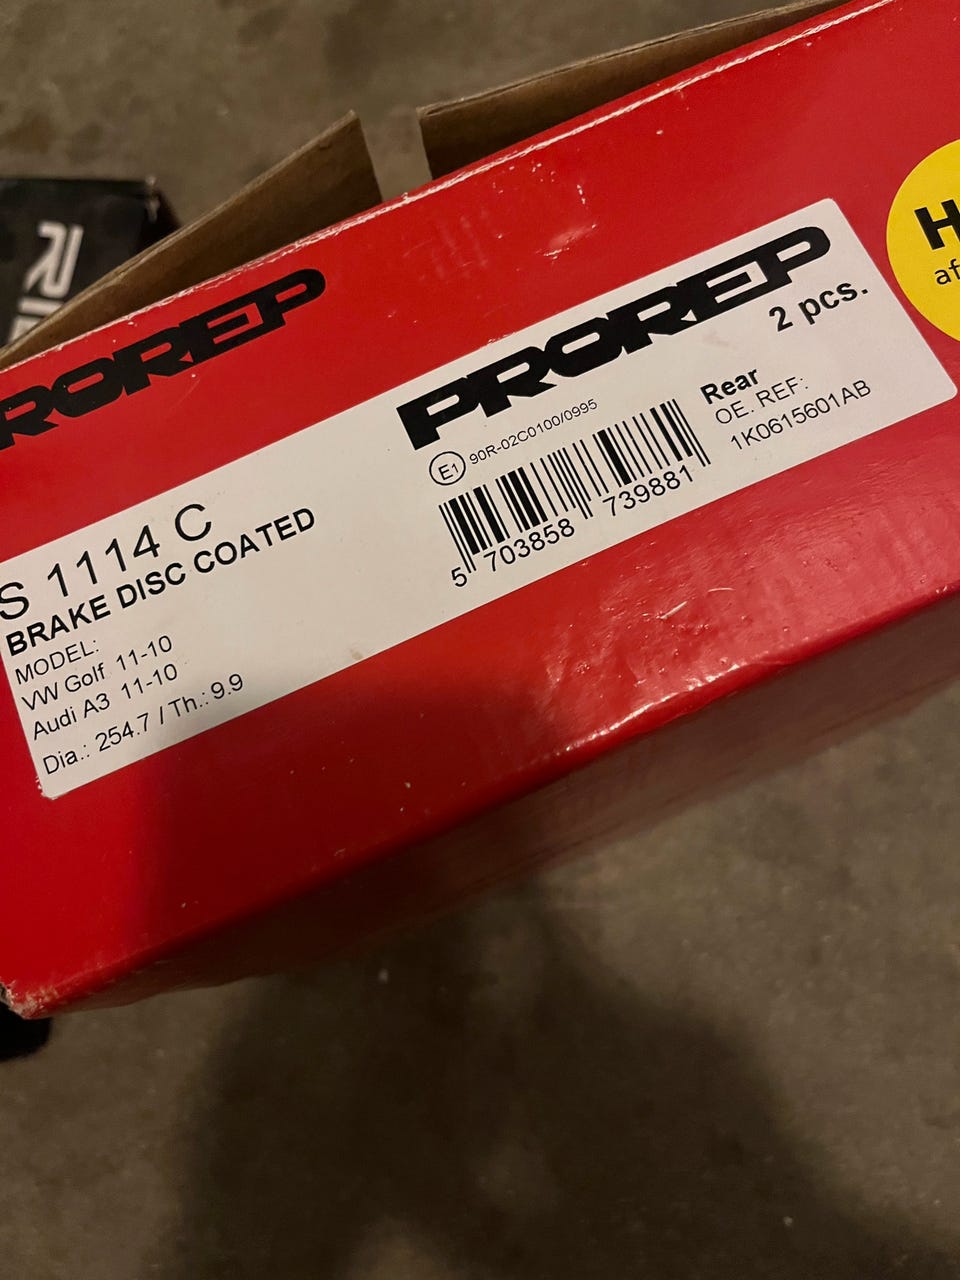 PROREP
PROREP
2 pcs.
E1 90R-02C0100/0995
Rear
OE. REF:
1K0615601AB
5 703858 739881
S 1114 C
BRAKE DISC COATED
MODEL:
VW Golf 11-10
Audi A3 11-10
Dia.: 254.7 / Th.: 9.9